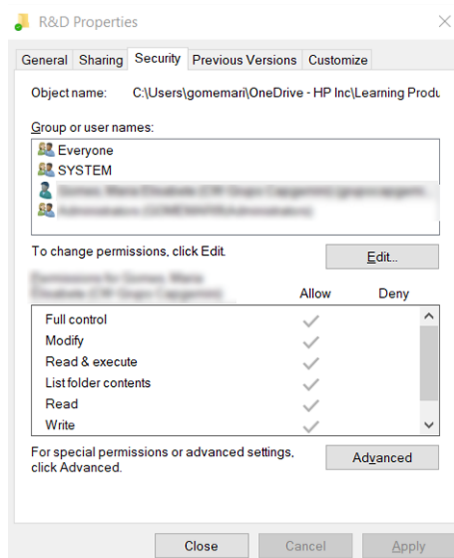 R&D Properties
General Sharing Security Previous Versions Customize
Object name: C:\Users\gomemari\OneDrive - HP Inc\Learning Produ
Group or user names:
Everyone
SYSTEM
To change permissions, click Edit.
Edit...
Allow Deny
Full control
Modify
Read & execute
List folder contents
Read
Write
For special permissions or advanced settings,
click Advanced.
Advanced
Close Cancel Apply